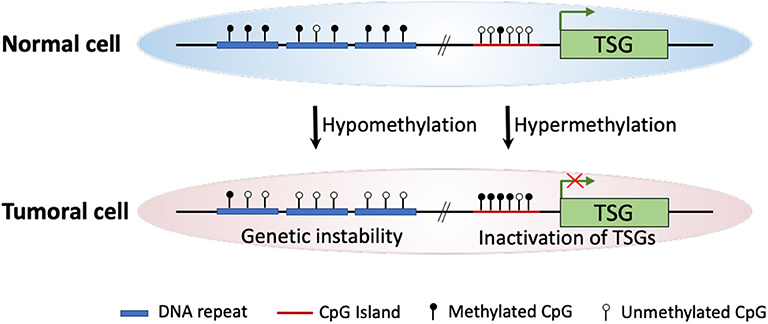 Normal cell
TSG
Hypomethylation
Hypermethylation
Tumoral cell
TSG
Genetic instability
Inactivation of TSGs
DNA repeat
CpG Island
Methylated CpG
Unmethylated CpG